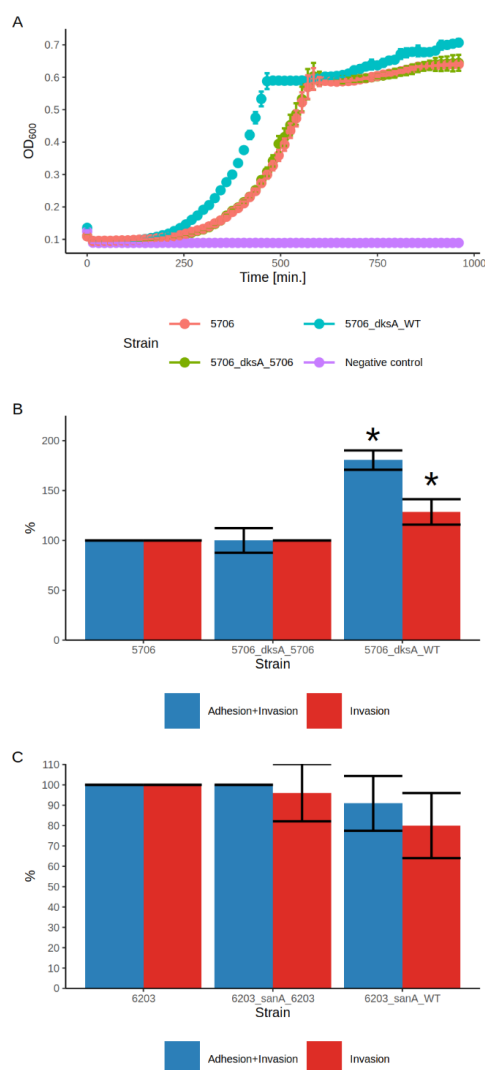 A
0.7
0.6
0.5
0.4
0.3
0.2
0.1
OD600
0 250 500 750 1000
Time [min.]
Strain
5706 5706_dksA_WT
5706_dksA_5706 Negative control
B
200
150
100
50
0
%
* *
5706 5706_dksA_5706 5706_dksA_WT
Strain
Adhesion+Invasion Invasion
C
110
100
90
80
70
60
50
40
30
20
10
0
%
6203 6203_sanA_6203 6203_sanA_WT
Strain
Adhesion+Invasion Invasion